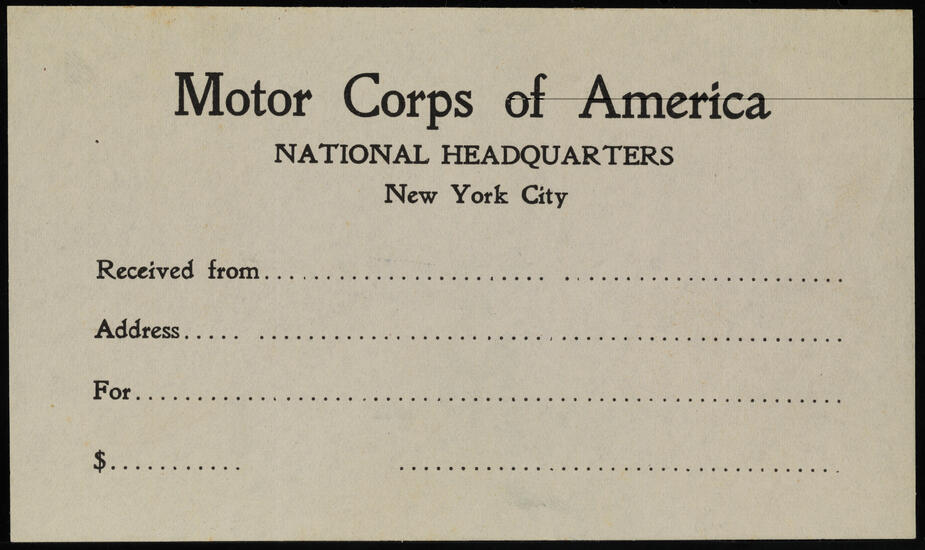 Motor Corps of America
NATIONAL HEADQUARTERS
New York City
Received from........................................................
Address........................................................
For........................................................
$........... ..............................